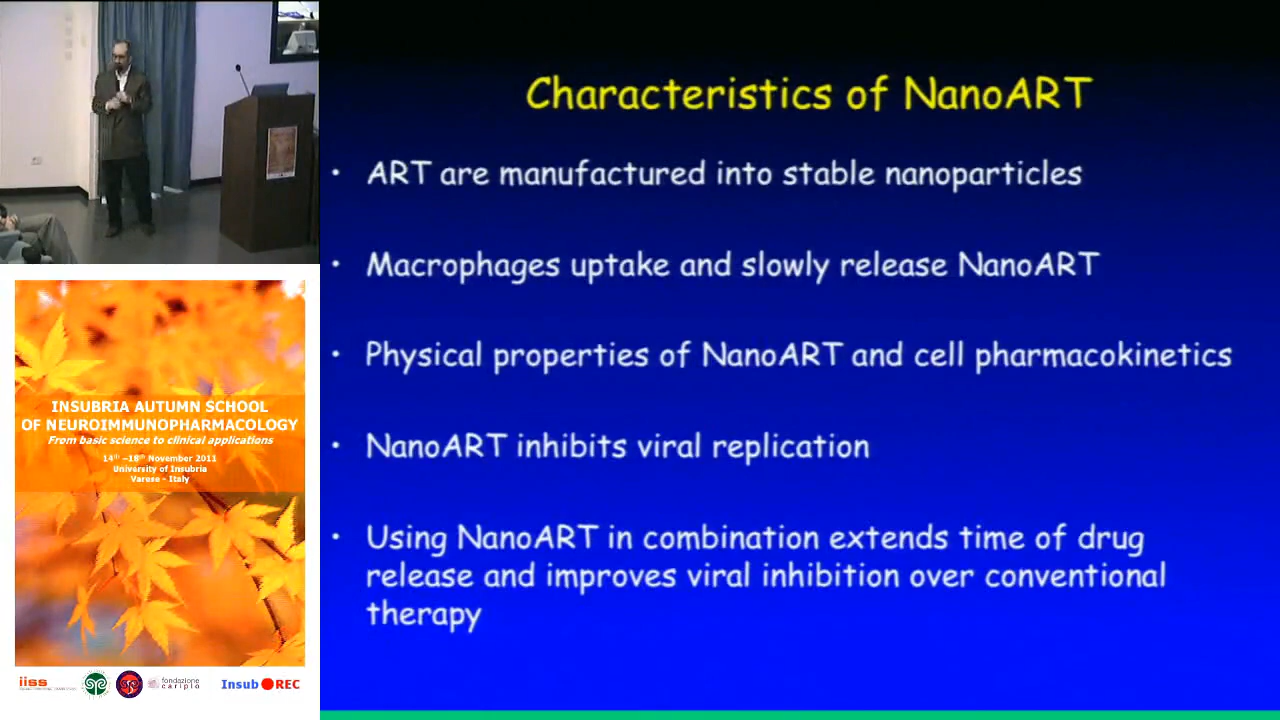 Characteristics of NanoART
• ART are manufactured into stable nanoparticles
• Macrophages uptake and slowly release NanoART
• Physical properties of NanoART and cell pharmacokinetics
• NanoART inhibits viral replication
• Using NanoART in combination extends time of drug
release and improves viral inhibition over conventional
therapy
INSUBRIA AUTUMN SCHOOL
OF NEUROIMMUNOPHARMACOLOGY
From basic science to clinical applications
14th –18th November 2011
University of Insubria
Varese - Italy
iiss
fondazione
cariplo
Insub REC